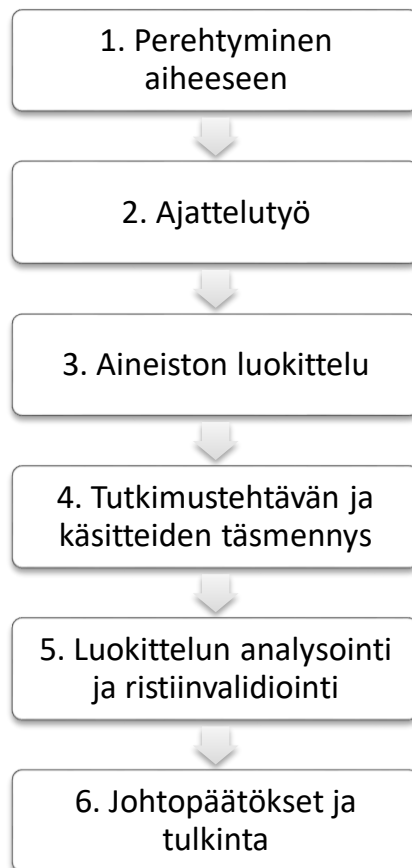 1. Perehtyminen
aiheeseen
2. Ajattelutyö
3. Aineiston luokittelu
4. Tutkimustehtävän ja
käsitteiden täsmennys
5. Luokittelun analysointi
ja ristiinvalidiointi
6. Johtopäätökset ja
tulkinta